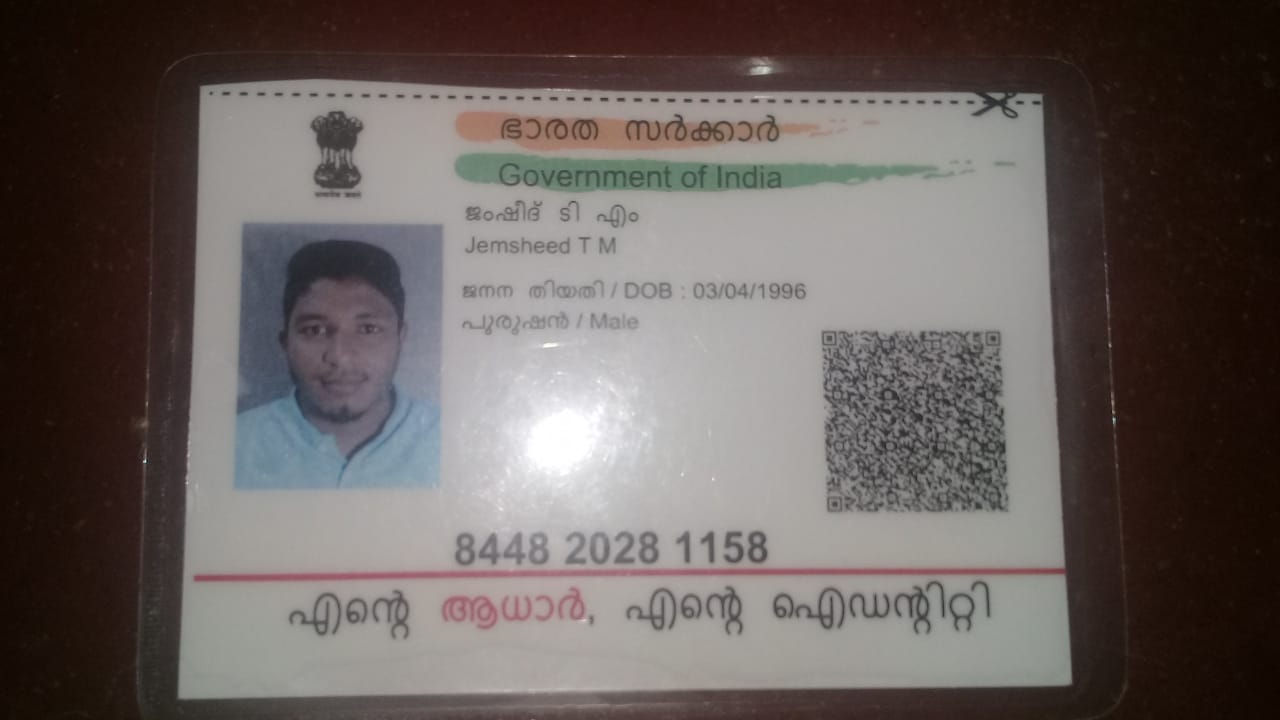 ഭാരത സർക്കാർ
Government of India
ജംഷീദ് ടി എം
Jemsheed T M
ജനന തിയതി / DOB : 03/04/1996
പുരുഷൻ / Male
8448 2028 1158
എന്റെ ആധാർ, എന്റെ ഐഡന്റിറ്റി